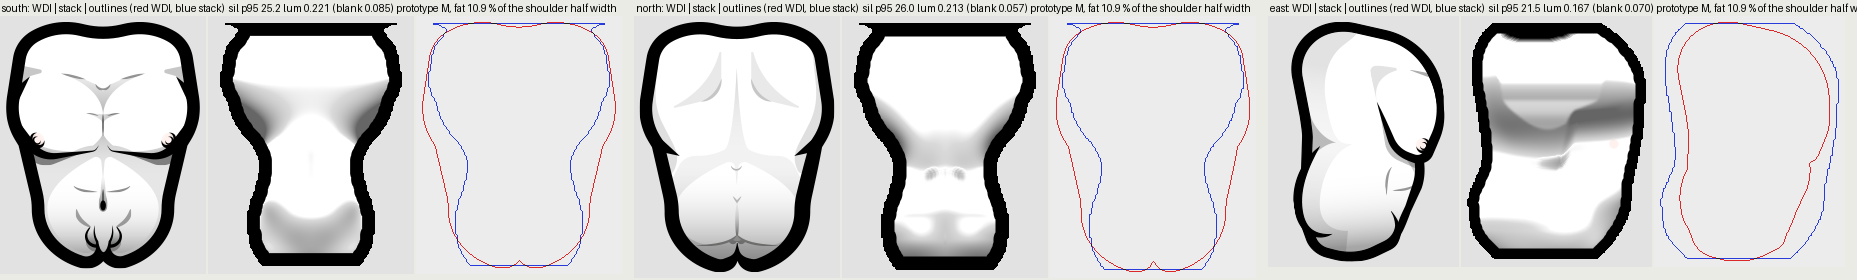 south: WDI | stack | outlines (red WDI, blue stack) sil p95 25.2 lum 0.221 (blank 0.085) prototype M, fat 10.9 % of the shoulder half width
north: WDI | stack | outlines (red WDI, blue stack) sil p95 26.0 lum 0.213 (blank 0.057) prototype M, fat 10.9 % of the shoulder half width
east WDI | stack | outlines (red WDI, blue stack) sil p95 21.5 lum 0.167 (blank 0.070) prototype M, fat 10.9 % of the shoulder half w